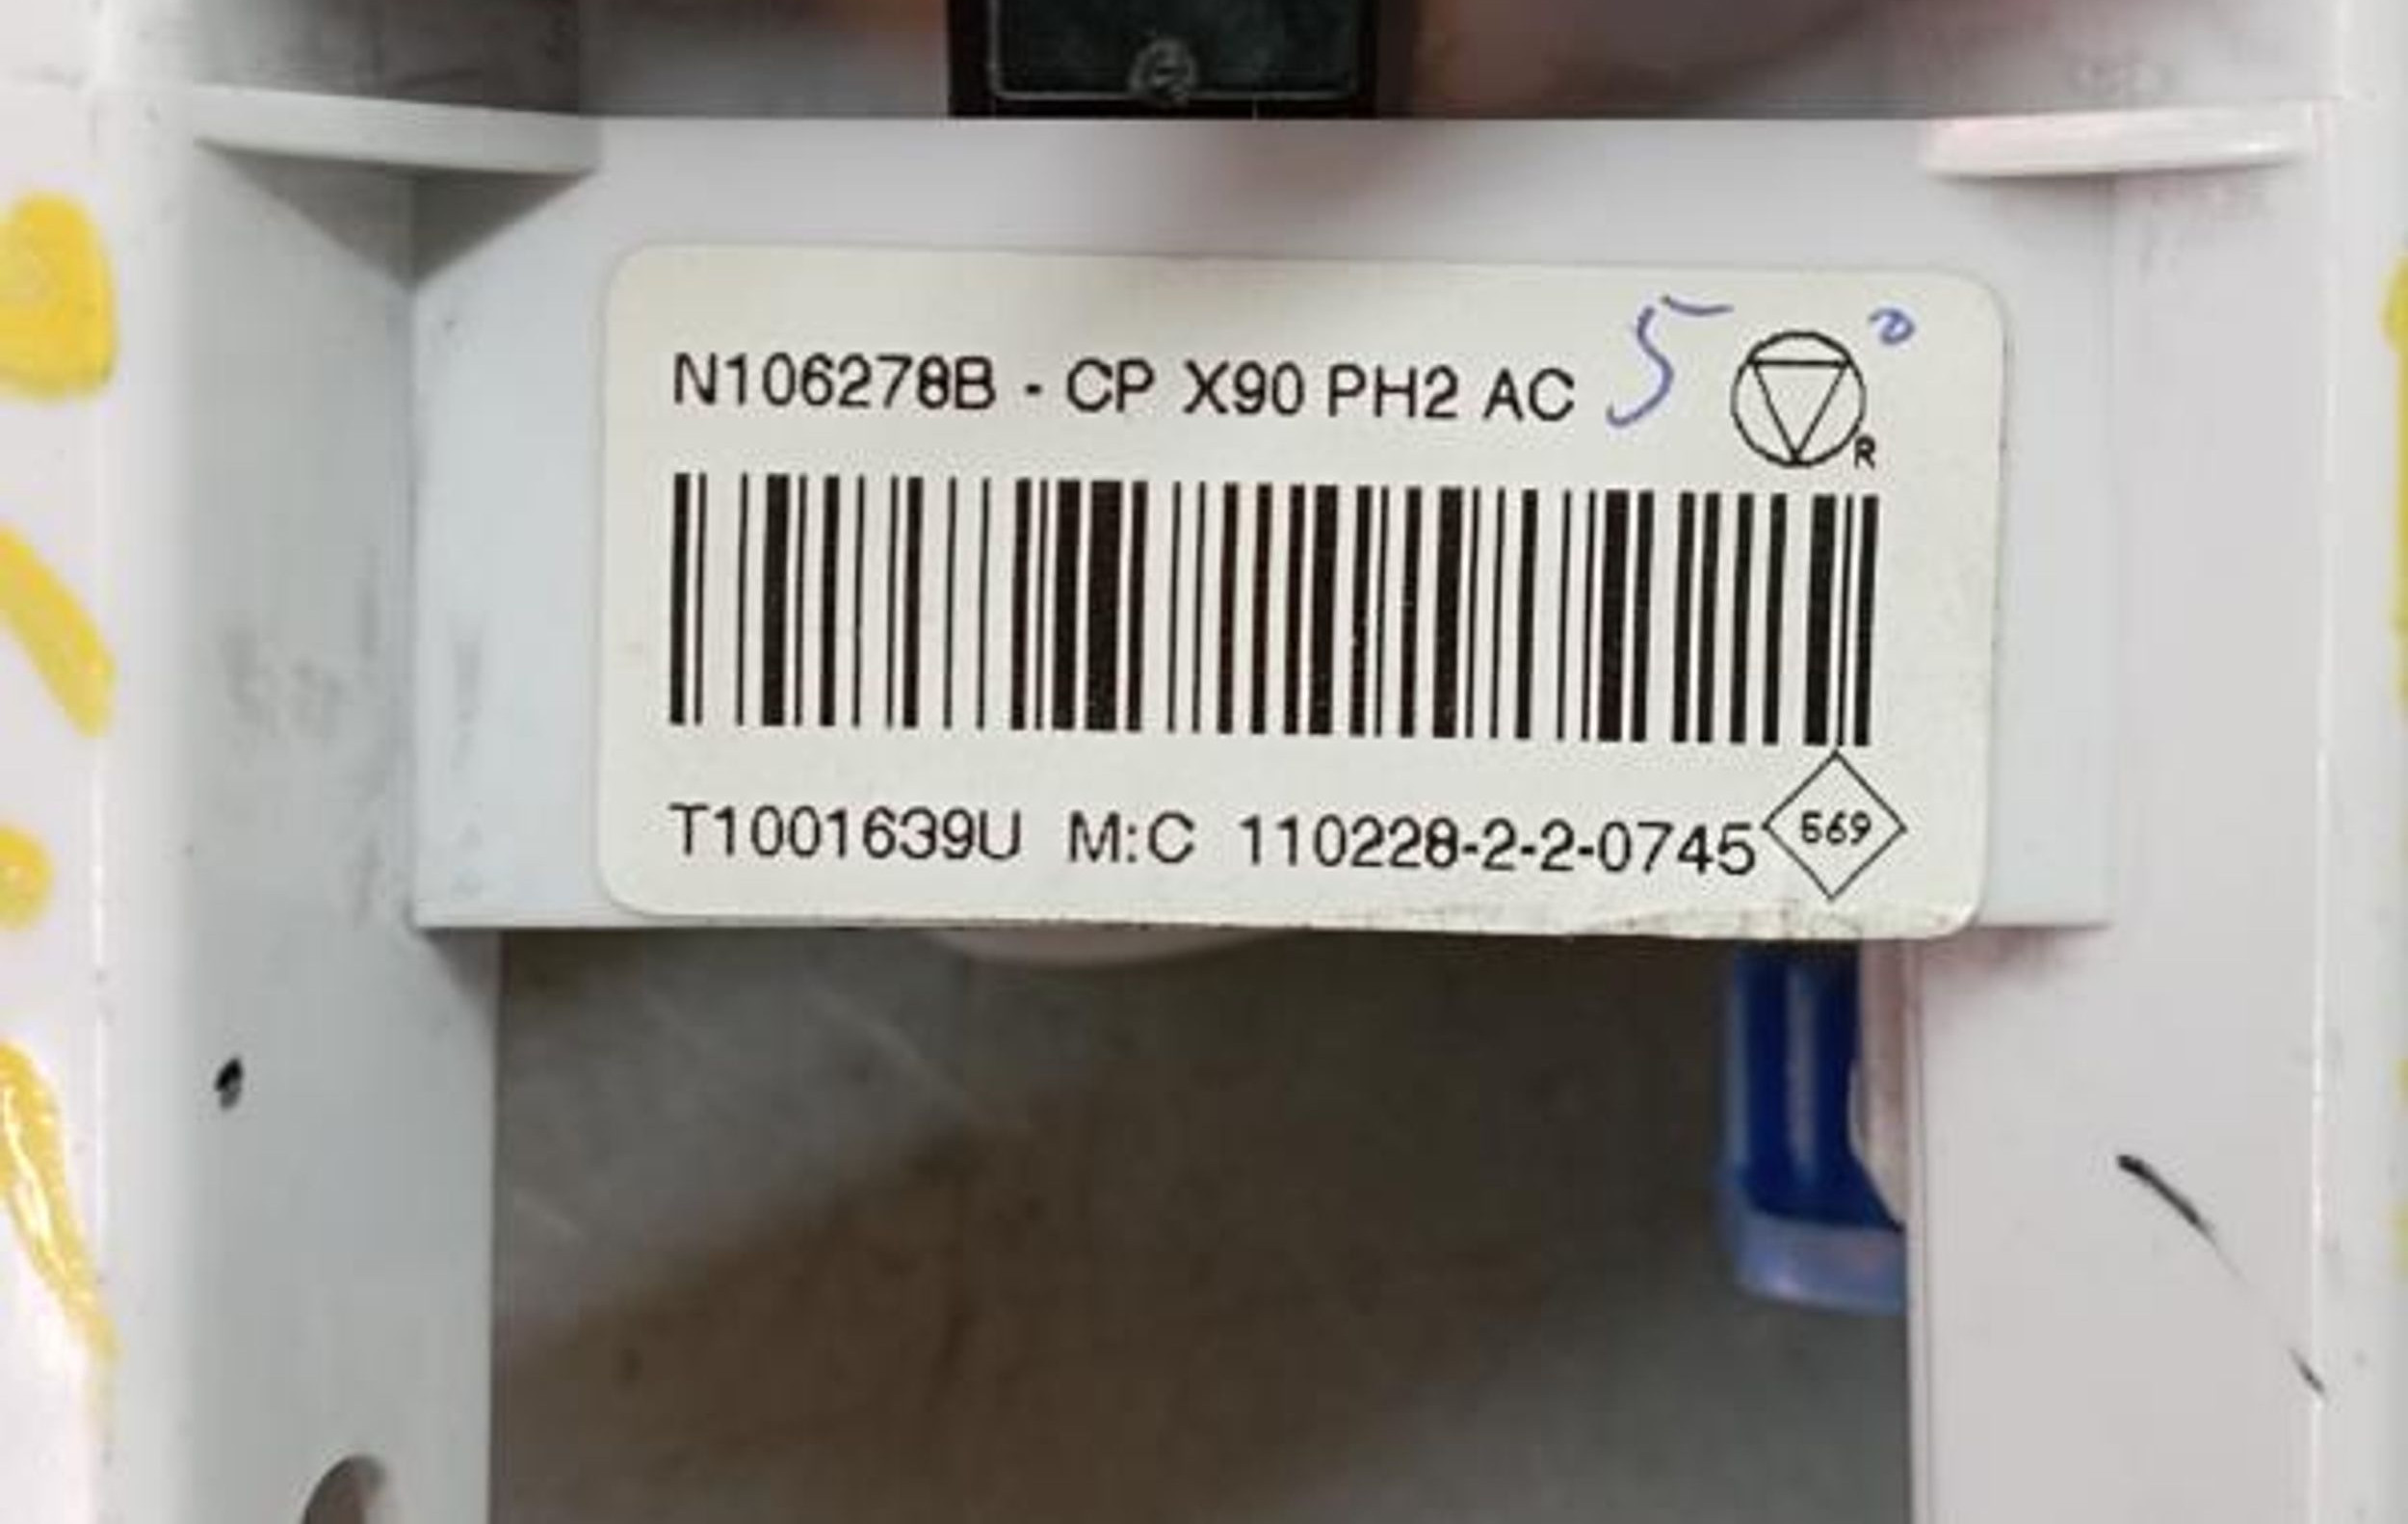 N106278B - CP X90 PH2 AC 5
R
T1001639U M:C 110228-2-2-0745 569